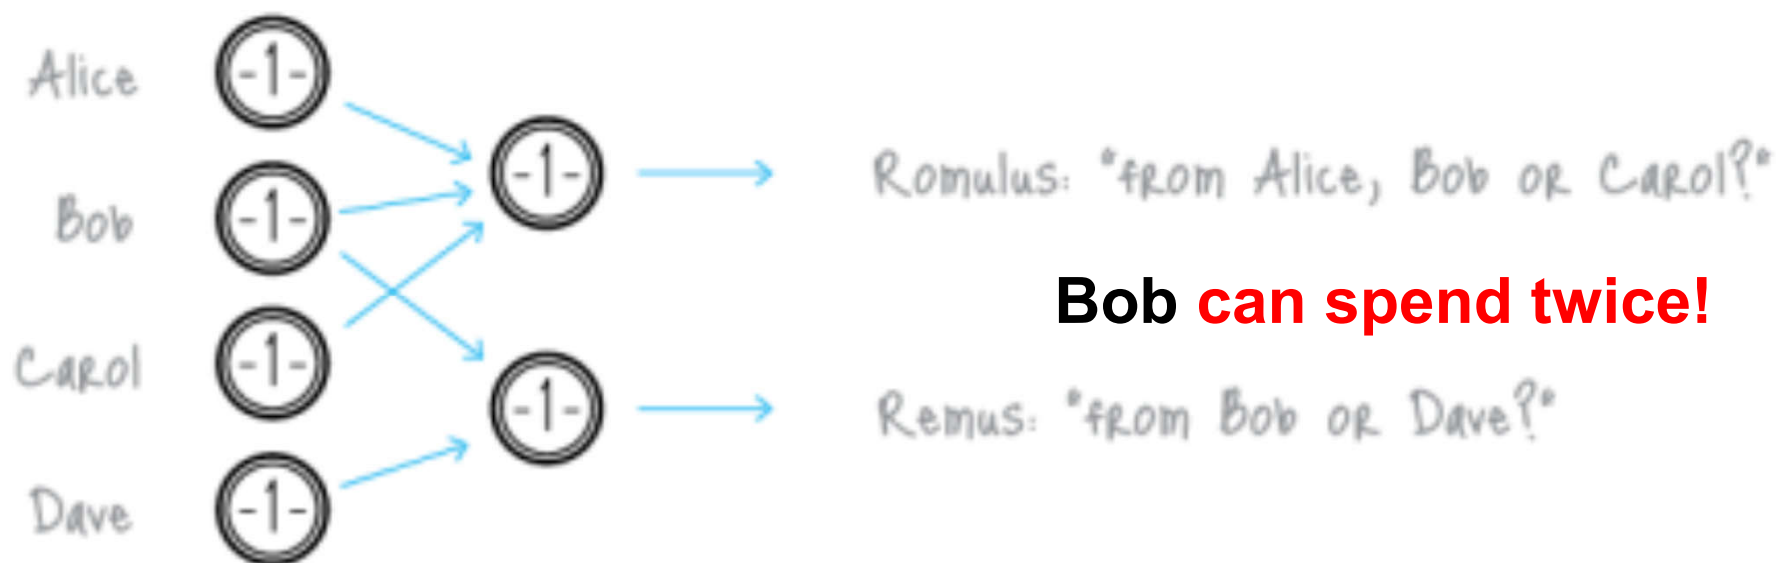 Alice
-1-
-1-
Romulus: "from Alice, Bob or Carol?"
Bob
-1-
Bob can spend twice!
Carol
-1-
-1-
Remus: "from Bob or Dave?"
Dave
-1-